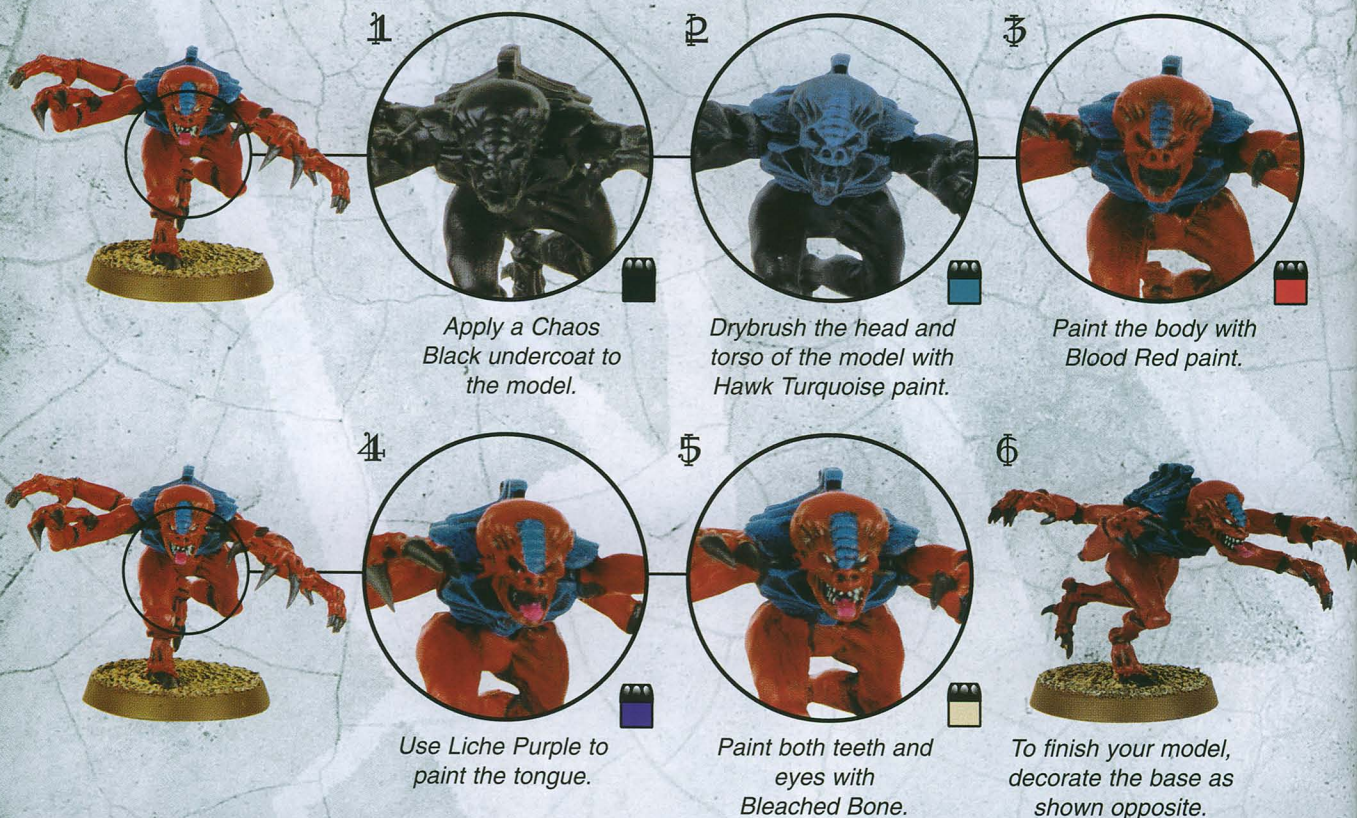 1
2
3
Apply a Chaos
Black undercoat to
the model.
Drybrush the head and
torso of the model with
Hawk Turquoise paint.
Paint the body with
Blood Red paint.
4
5
6
Use Liche Purple to
paint the tongue.
Paint both teeth and
eyes with
Bleached Bone.
To finish your model,
decorate the base as
shown opposite.